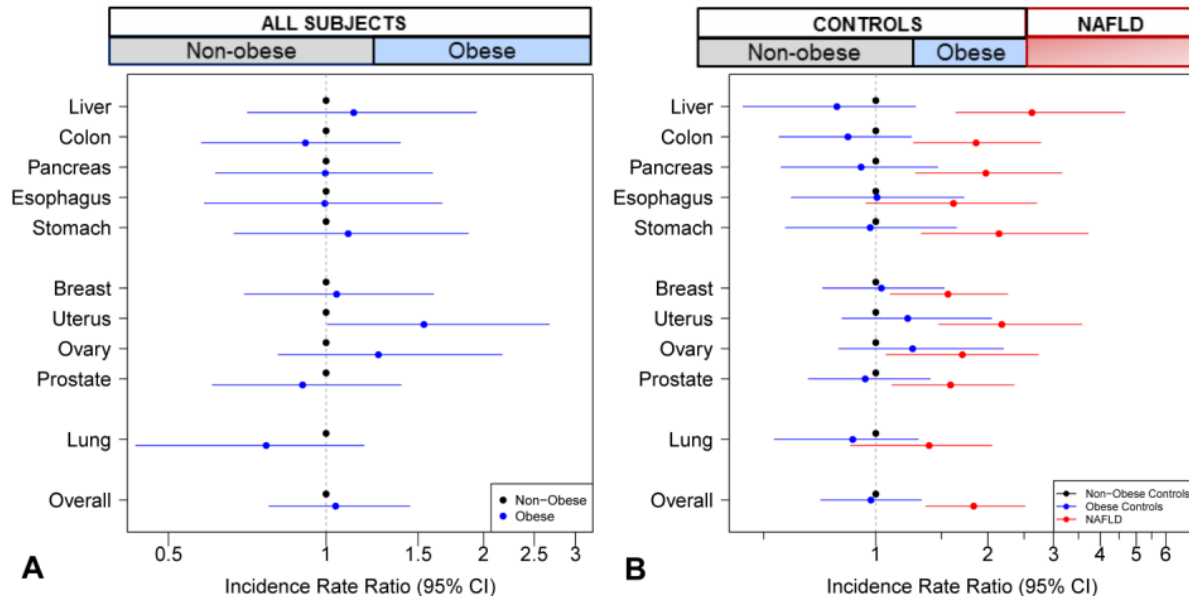 ALL SUBJECTS
Non-obese Obese
Liver
Colon
Pancreas
Esophagus
Stomach
Breast
Uterus
Ovary
Prostate
Lung
Overall
Non-Obese
Obese
0.5 1 1.5 2 2.5 3
Incidence Rate Ratio (95% CI)
A
CONTROLS NAFLD
Non-obese Obese
Liver
Colon
Pancreas
Esophagus
Stomach
Breast
Uterus
Ovary
Prostate
Lung
Overall
Non-Obese Controls
Obese Controls
NAFLD
1 2 3 4 5 6
Incidence Rate Ratio (95% CI)
B